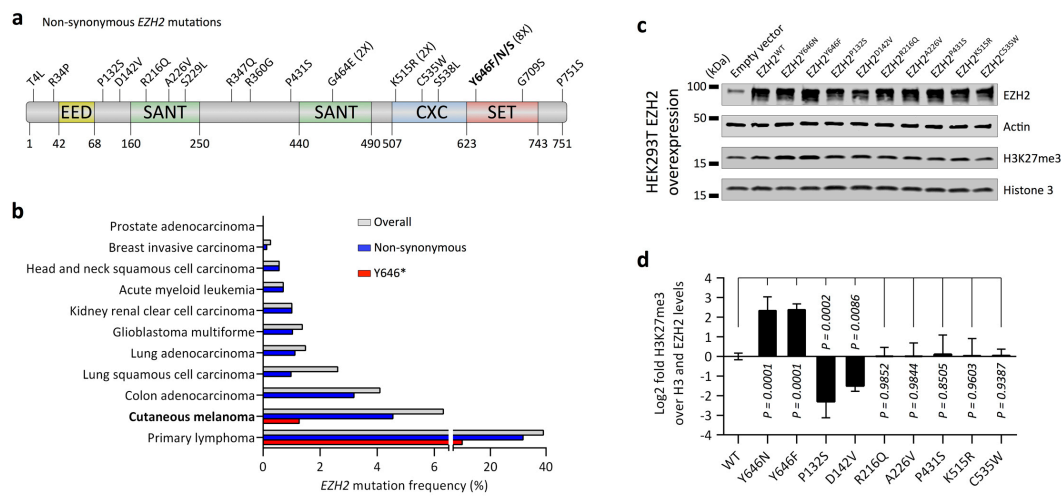 a
Non-synonymous EZH2 mutations
T4L R34P P132S D142V R216Q A226V S229L R347Q R360G P431S G464E (2X) K515R (2X) C535W S538L Y646F/N/S (8X) G709S P751S
EED SANT SANT CXC SET
1 42 68 160 250 440 490 507 623 743 751
b
Overall
Non-synonymous
Y646*
Prostate adenocarcinoma
Breast invasive carcinoma
Head and neck squamous cell carcinoma
Acute myeloid leukemia
Kidney renal clear cell carcinoma
Glioblastoma multiforme
Lung adenocarcinoma
Lung squamous cell carcinoma
Colon adenocarcinoma
Cutaneous melanoma
Primary lymphoma
0 2 4 6 20 40
EZH2 mutation frequency (%)
c
HEK293T EZH2
overexpression
(kDa) Empty vector EZH2WT EZH2Y646N EZH2Y646F EZH2P132S EZH2D142V EZH2R216Q EZH2A226V EZH2P431S EZH2K515R EZH2C535W
100 EZH2
50 Actin
15 H3K27me3
15 Histone 3
d
Log2 fold H3K27me3
over H3 and EZH2 levels
4
3
2
1
0
-1
-2
-3
-4
P = 0.0001 P = 0.0001 P = 0.0002 P = 0.0086 P = 0.9852 P = 0.9844 P = 0.8505 P = 0.9603 P = 0.9387
WT Y646N Y646F P132S D142V R216Q A226V P431S K515R C535W